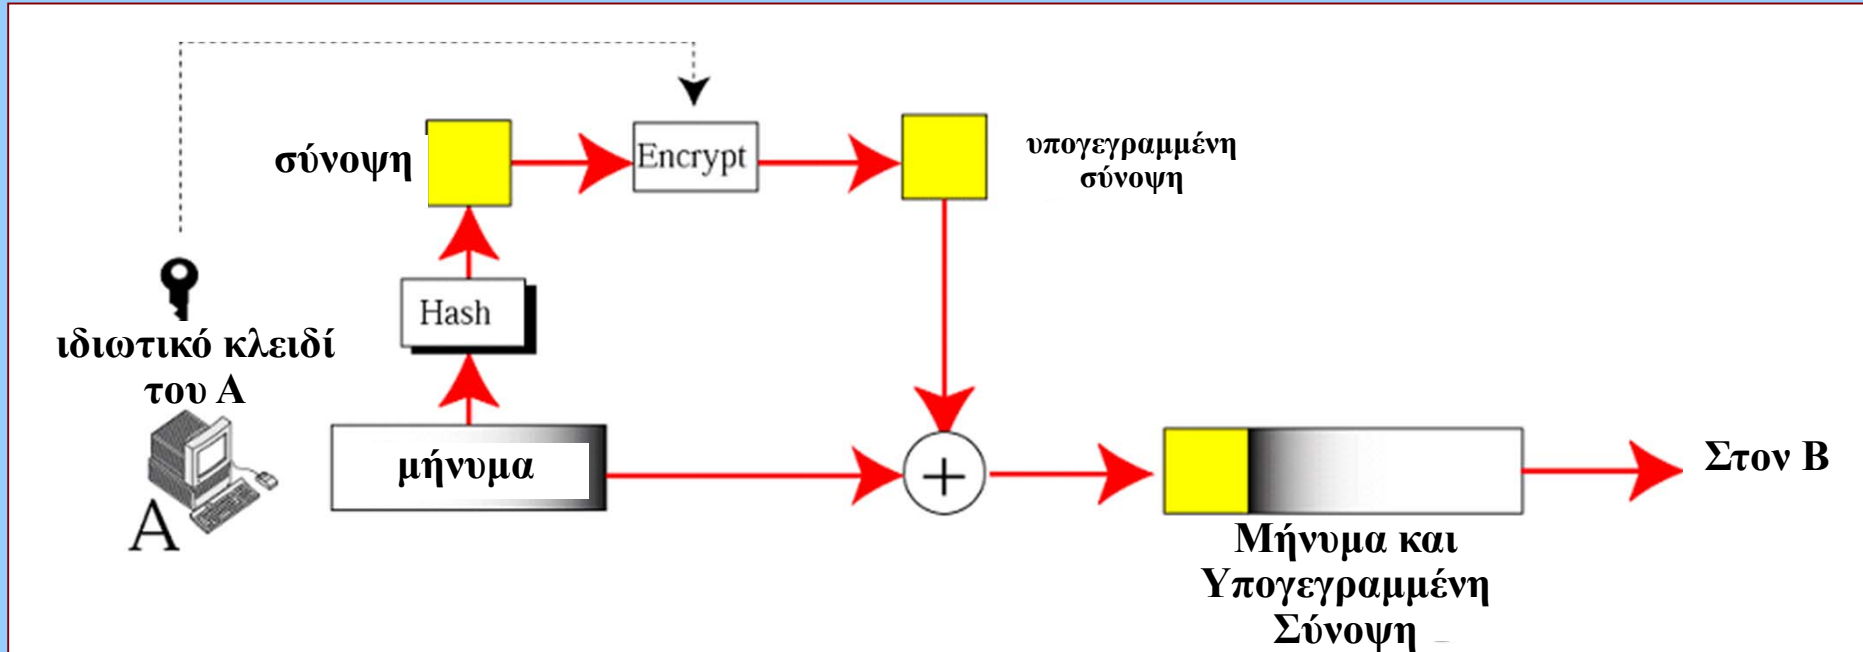 σύνοψη
Encrypt
υπογεγραμμένη
σύνοψη
Hash
ιδιωτικό κλειδί
του Α
A
μήνυμα
+
Στον Β
Μήνυμα και
Υπογεγραμμένη
Σύνοψη